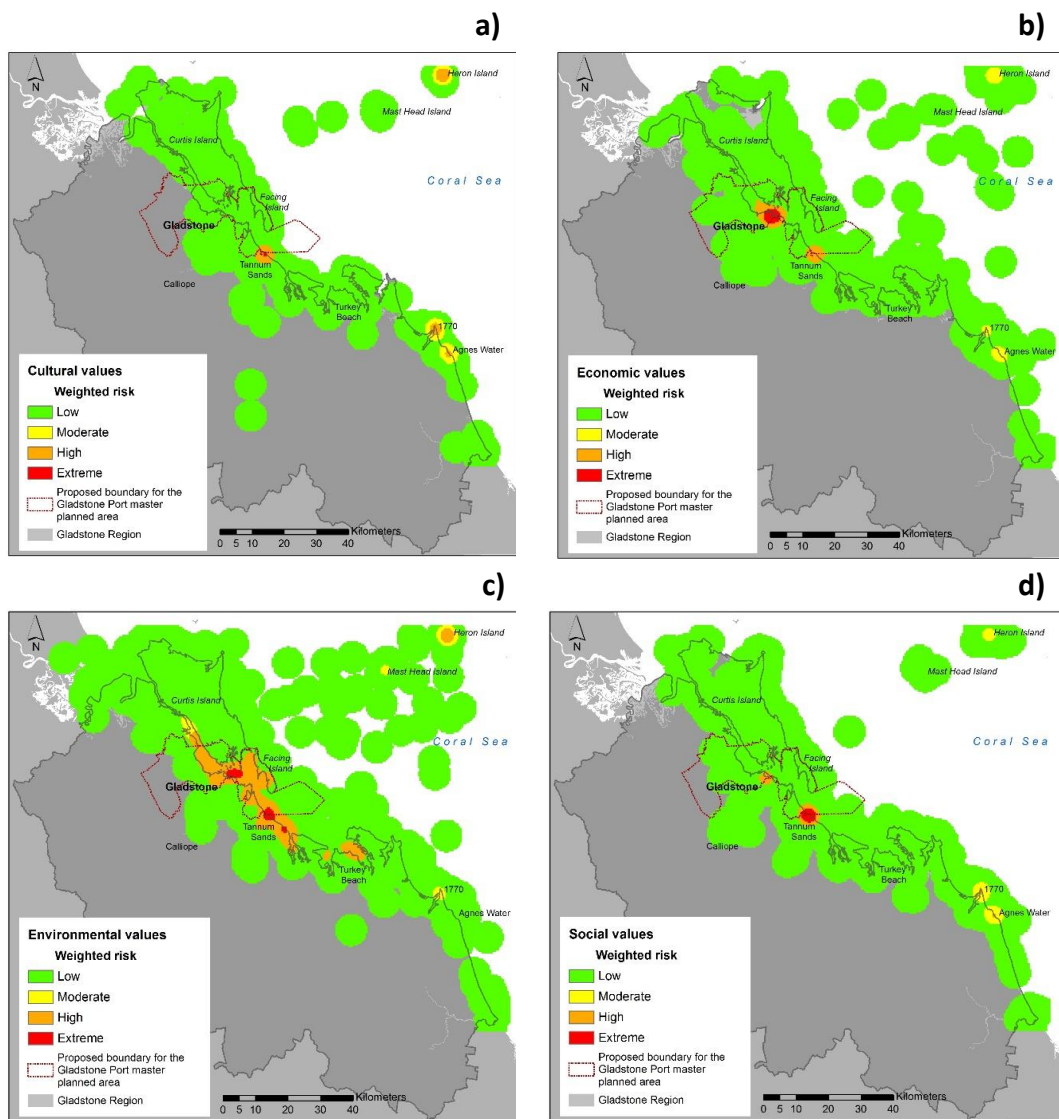 a)
N
Heron Island
Mast Head Island
Curtis Island
Coral Sea
Facing
Island
Gladstone
Tannum
Sands
Calliope
Turkey
Beach
1770
Agnes Water
Cultural values
Weighted risk
Low
Moderate
High
Extreme
Proposed boundary for the
Gladstone Port master
planned area
Gladstone Region
Kilometers
0 5 10 20 30 40
b)
N
Heron Island
Mast Head Island
Curtis Island
Coral Sea
Facing
Island
Gladstone
Tannum
Sands
Calliope
Turkey
Beach
1770
Agnes Water
Economic values
Weighted risk
Low
Moderate
High
Extreme
Proposed boundary for the
Gladstone Port master
planned area
Gladstone Region
Kilometers
0 5 10 20 30 40
c)
N
Heron Island
Mast Head Island
Curtis Island
Coral Sea
Facing
Island
Gladstone
Tannum
Sands
Calliope
Turkey
Beach
1770
Agnes Water
Environmental values
Weighted risk
Low
Moderate
High
Extreme
Proposed boundary for the
Gladstone Port master
planned area
Gladstone Region
Kilometers
0 5 10 20 30 40
d)
N
Heron Island
Mast Head Island
Curtis Island
Coral Sea
Facing
Island
Gladstone
Tannum
Sands
Calliope
Turkey
Beach
1770
Agnes Water
Social values
Weighted risk
Low
Moderate
High
Extreme
Proposed boundary for the
Gladstone Port master
planned area
Gladstone Region
Kilometers
0 5 10 20 30 40